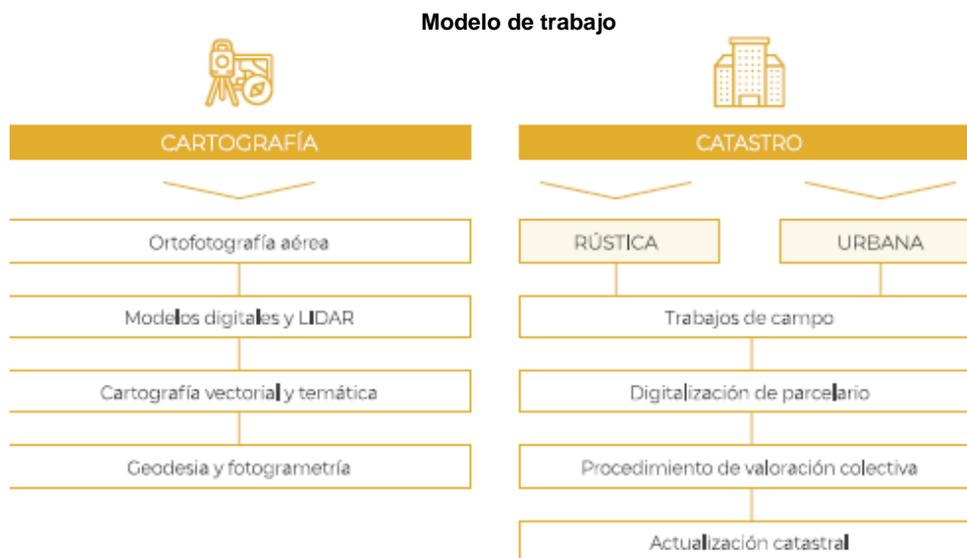 Modelo de trabajo
CARTOGRAFÍA
Ortofotografía aérea
Modelos digitales y LIDAR
Cartografía vectorial y temática
Geodesia y fotogrametría
CATASTRO
RÚSTICA
URBANA
Trabajos de campo
Digitalización de parcelario
Procedimiento de valoración colectiva
Actualización catastral